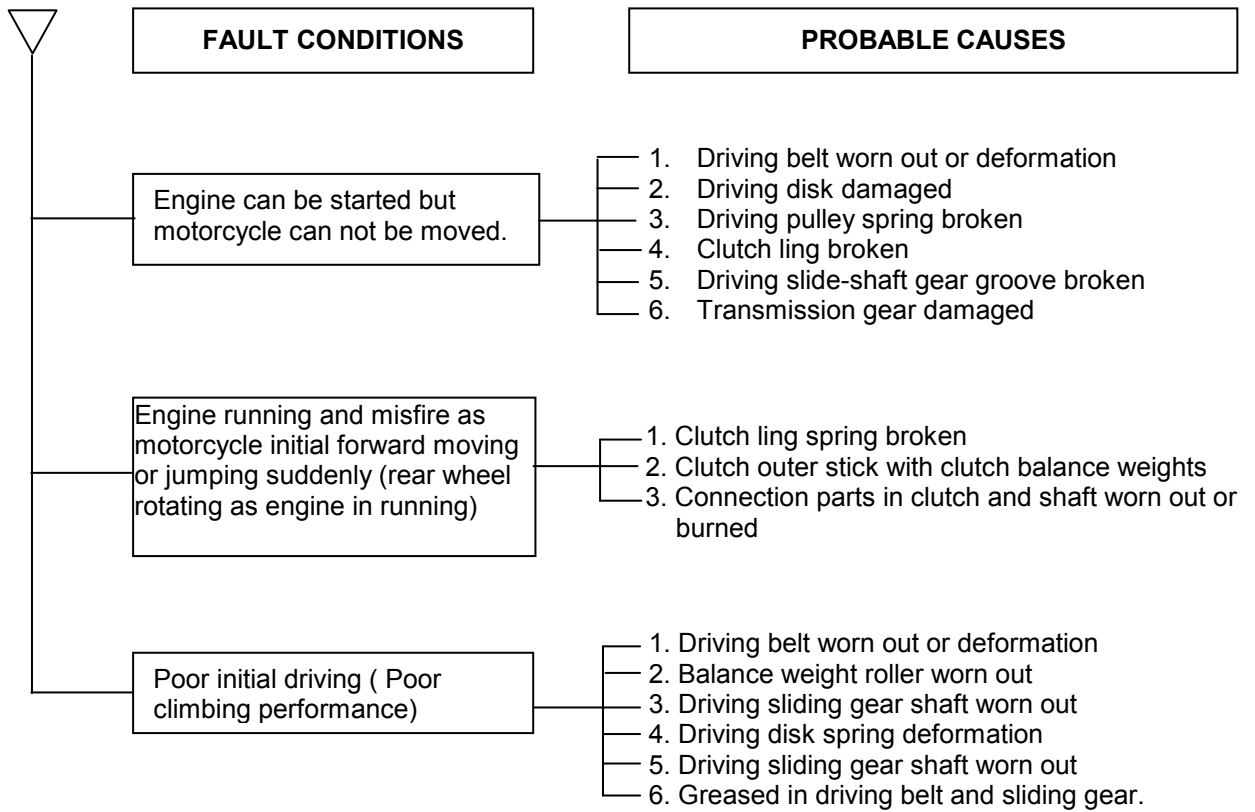 FAULT CONDITIONS
PROBABLE CAUSES
Engine can be started but
motorcycle can not be moved.
1. Driving belt worn out or deformation
2. Driving disk damaged
3. Driving pulley spring broken
4. Clutch ling broken
5. Driving slide-shaft gear groove broken
6. Transmission gear damaged
Engine running and misfire as
motorcycle initial forward moving
or jumping suddenly (rear wheel
rotating as engine in running)
1. Clutch ling spring broken
2. Clutch outer stick with clutch balance weights
3. Connection parts in clutch and shaft worn out or
burned
Poor initial driving ( Poor
climbing performance)
1. Driving belt worn out or deformation
2. Balance weight roller worn out
3. Driving sliding gear shaft worn out
4. Driving disk spring deformation
5. Driving sliding gear shaft worn out
6. Greased in driving belt and sliding gear.